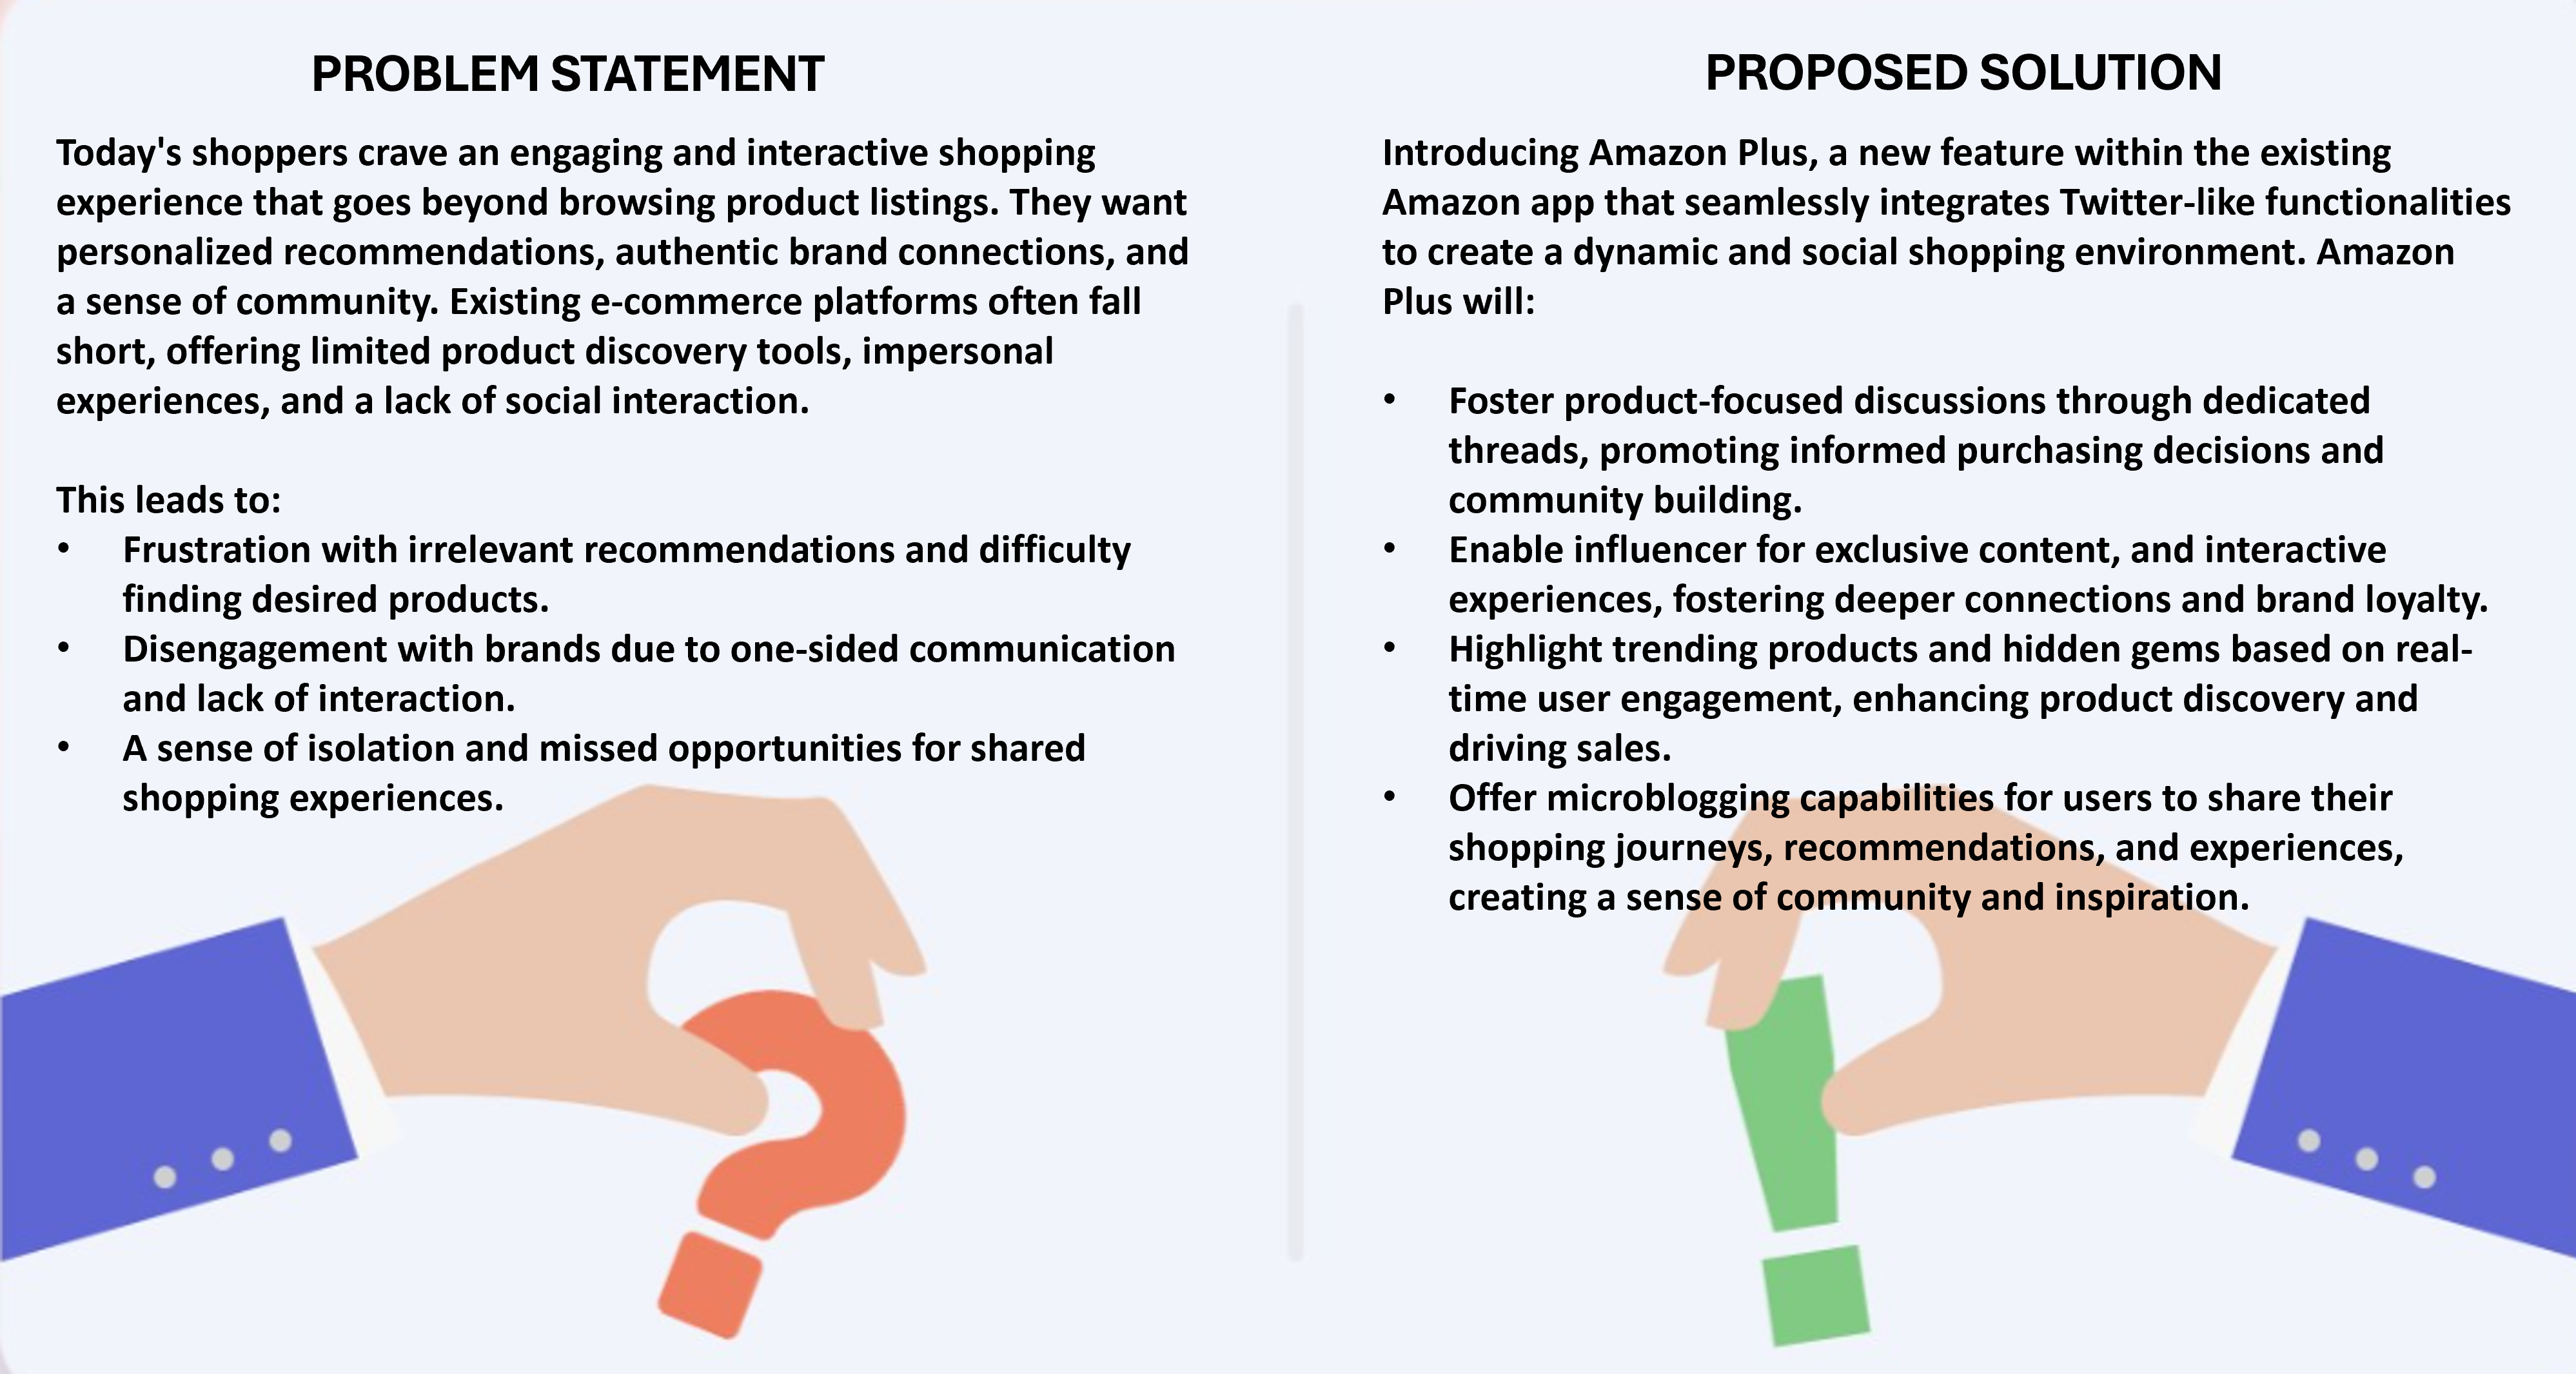 PROBLEM STATEMENT
Today's shoppers crave an engaging and interactive shopping
experience that goes beyond browsing product listings. They want
personalized recommendations, authentic brand connections, and
a sense of community. Existing e-commerce platforms often fall
short, offering limited product discovery tools, impersonal
experiences, and a lack of social interaction.
This leads to:
• Frustration with irrelevant recommendations and difficulty
finding desired products.
• Disengagement with brands due to one-sided communication
and lack of interaction.
• A sense of isolation and missed opportunities for shared
shopping experiences.
PROPOSED SOLUTION
Introducing Amazon Plus, a new feature within the existing
Amazon app that seamlessly integrates Twitter-like functionalities
to create a dynamic and social shopping environment. Amazon
Plus will:
• Foster product-focused discussions through dedicated
threads, promoting informed purchasing decisions and
community building.
• Enable influencer for exclusive content, and interactive
experiences, fostering deeper connections and brand loyalty.
• Highlight trending products and hidden gems based on real-
time user engagement, enhancing product discovery and
driving sales.
• Offer microblogging capabilities for users to share their
shopping journeys, recommendations, and experiences,
creating a sense of community and inspiration.